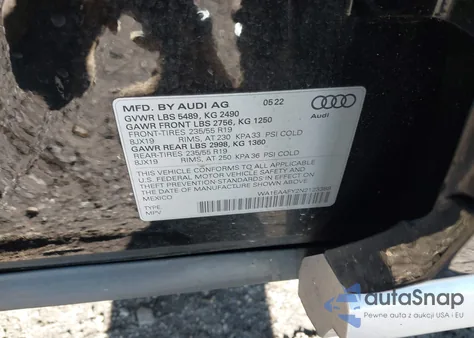 MFD. BY AUDI AG 05 22
GVWR LBS 5489, KG 2490
GAWR FRONT LBS 2756, KG 1250
FRONT-TIRES 235/55 R19
8JX19 RIMS, AT 230 KPA 33 PSI COLD
GAWR REAR LBS 2998, KG 1360
REAR-TIRES 235/55 R19
8JX19 RIMS, AT 250 KPA 36 PSI COLD
Audi
THIS VEHICLE CONFORMS TO ALL APPLICABLE
U.S. FEDERAL MOTOR VEHICLE SAFETY
AND THEFT PREVENTION STANDARDS IN EFFECT ON
THE DATE OF MANUFACTURE SHOWN ABOVE.
MEXICO
TYPE:
MPV
autaSnap
Pierwsze auto z aukcji USA i EU